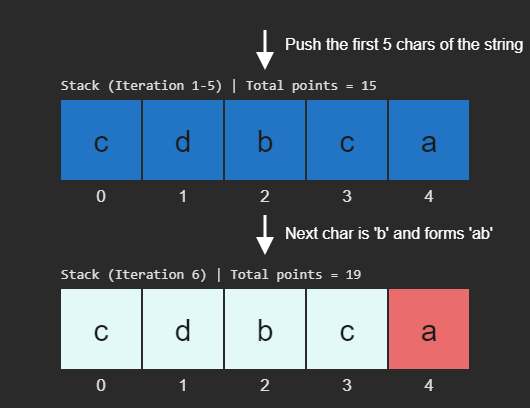 Push the first 5 chars of the string
Stack (Iteration 1-5) | Total points = 15
c d b c a
0 1 2 3 4
Next char is 'b' and forms 'ab'
Stack (Iteration 6) | Total points = 19
c d b c a
0 1 2 3 4